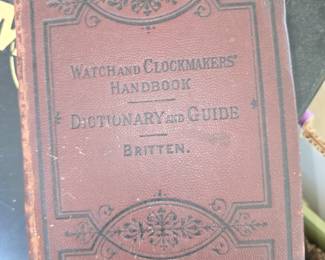 WATCH AND CLOCKMAKERS'
HANDBOOK
DICTIONARY AND GUIDE
BRITTEN.